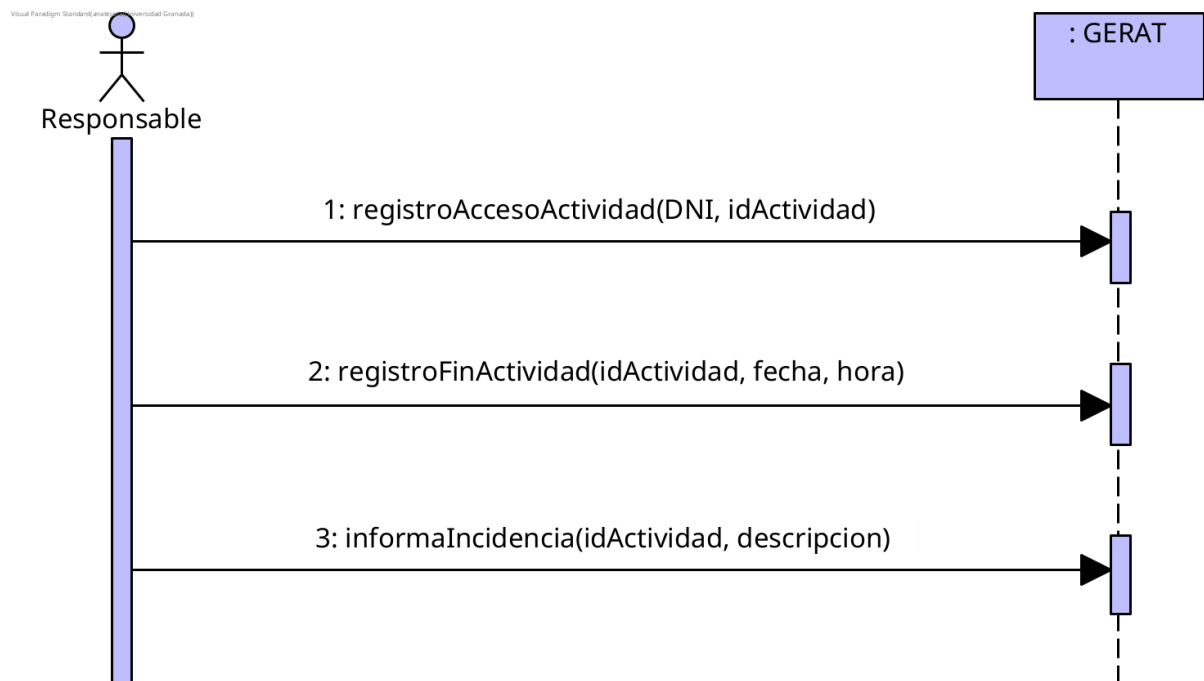 : GERAT
Responsable
1: registroAccesoActividad(DNI, idActividad)
2: registroFinActividad(idActividad, fecha, hora)
3: informaIncidencia(idActividad, descripcion)